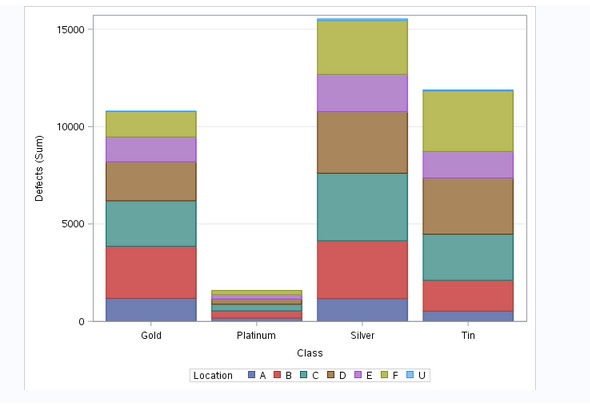 15000
10000
5000
0
Defects (Sum)
Gold Platinum Silver Tin
Class
Location A B C D E F U